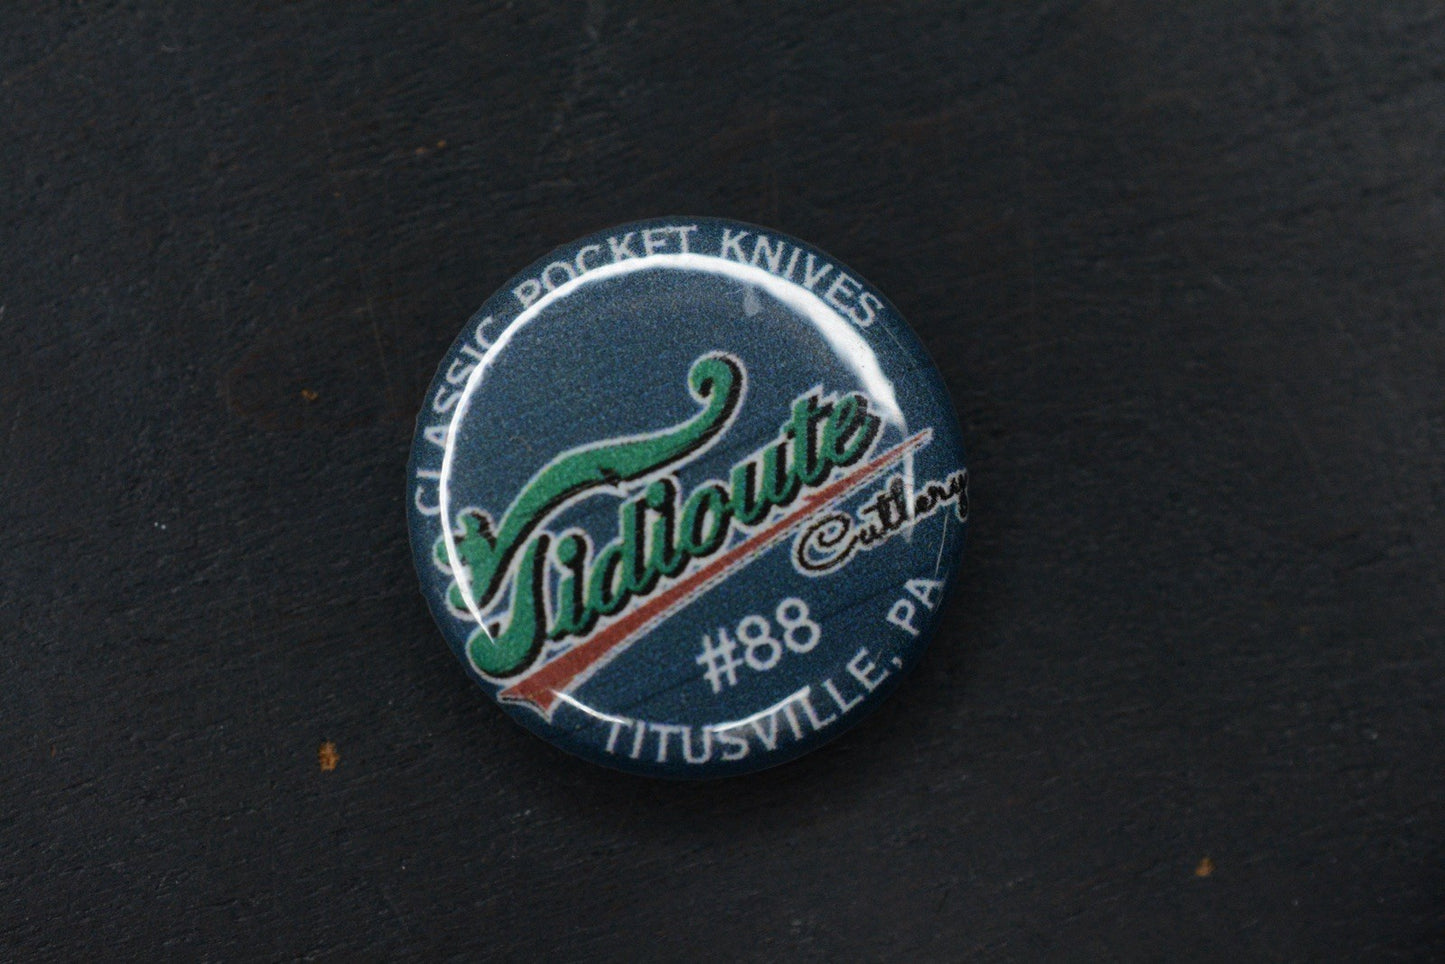 CLASSIC POCKET KNIVES
Tidioute
Cutlery
#88
TITUSVILLE, PA